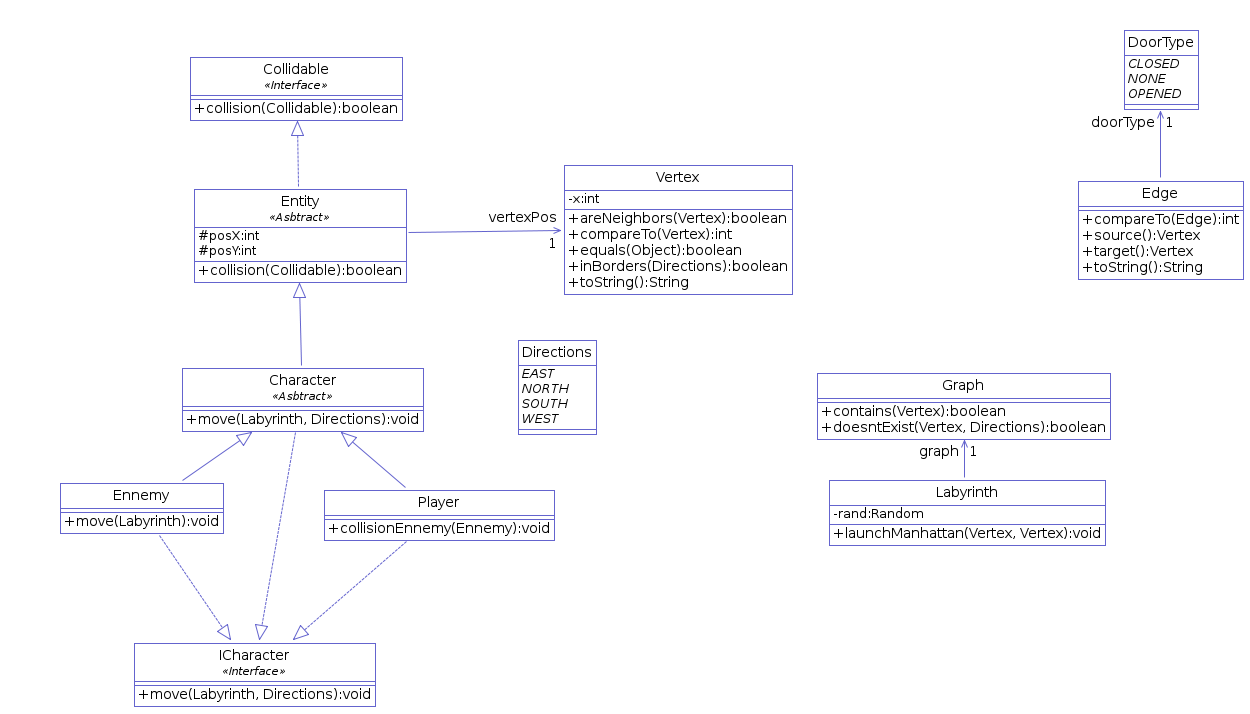 DoorType
CLOSED
NONE
OPENED
doorType 1
Collidable
«Interface»
+collision(Collidable):boolean
Entity
«Asbtract»
#posX:int
#posY:int
+collision(Collidable):boolean
vertexPos
1
Vertex
-x:int
+areNeighbors(Vertex):boolean
+compareTo(Vertex):int
+equals(Object):boolean
+inBorders(Directions):boolean
+toString():String
Edge
+compareTo(Edge):int
+source():Vertex
+target():Vertex
+toString():String
Directions
EAST
NORTH
SOUTH
WEST
Character
«Asbtract»
+move(Labyrinth, Directions):void
Graph
+contains(Vertex):boolean
+doesntExist(Vertex, Directions):boolean
graph 1
Labyrinth
-rand:Random
+launchManhattan(Vertex, Vertex):void
Ennemy
+move(Labyrinth):void
Player
+collisionEnnemy(Ennemy):void
ICharacter
«Interface»
+move(Labyrinth, Directions):void